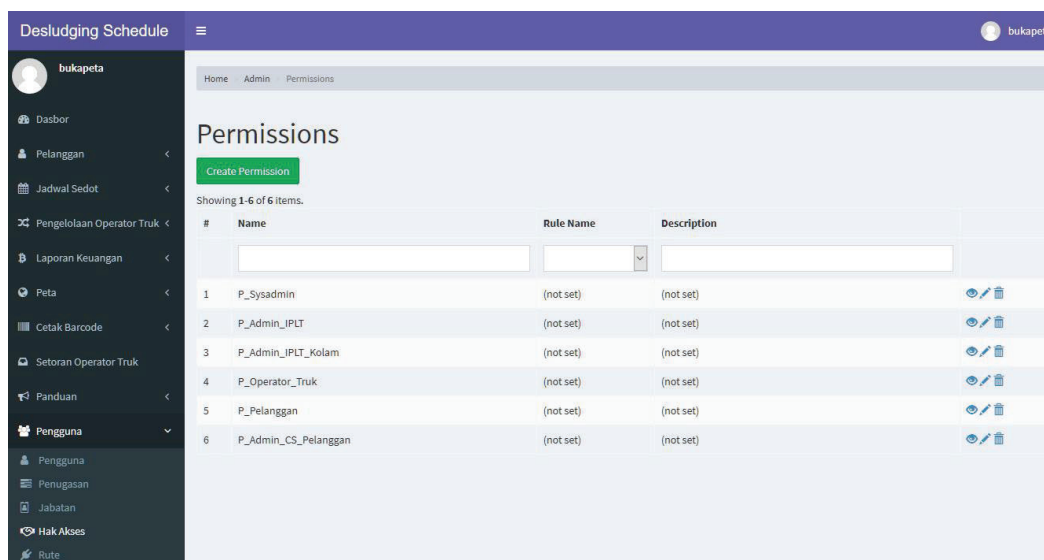 Desludging Schedule
bukapet
bukapeta
Dasbor
Pelanggan
Jadwal Sedot
Pengelolaan Operator Truk
Laporan Keuangan
Peta
Cetak Barcode
Setoran Operator Truk
Panduan
Pengguna
Pengguna
Penugasan
Jabatan
Hak Akses
Rute
Home Admin Permissions
Permissions
Create Permission
Showing 1-6 of 6 items.
# Name Rule Name Description
1 P_Sysadmin (not set) (not set)
2 P_Admin_IPLT (not set) (not set)
3 P_Admin_IPLT_Kolam (not set) (not set)
4 P_Operator_Truk (not set) (not set)
5 P_Pelanggan (not set) (not set)
6 P_Admin_CS_Pelanggan (not set) (not set)